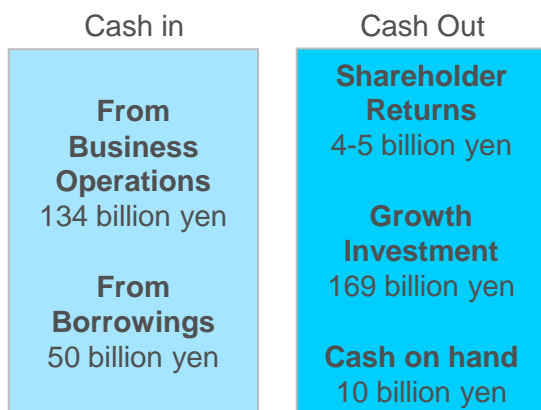 Cash in
From
Business
Operations
134 billion yen
From
Borrowings
50 billion yen
Cash Out
Shareholder
Returns
4-5 billion yen
Growth
Investment
169 billion yen
Cash on hand
10 billion yen